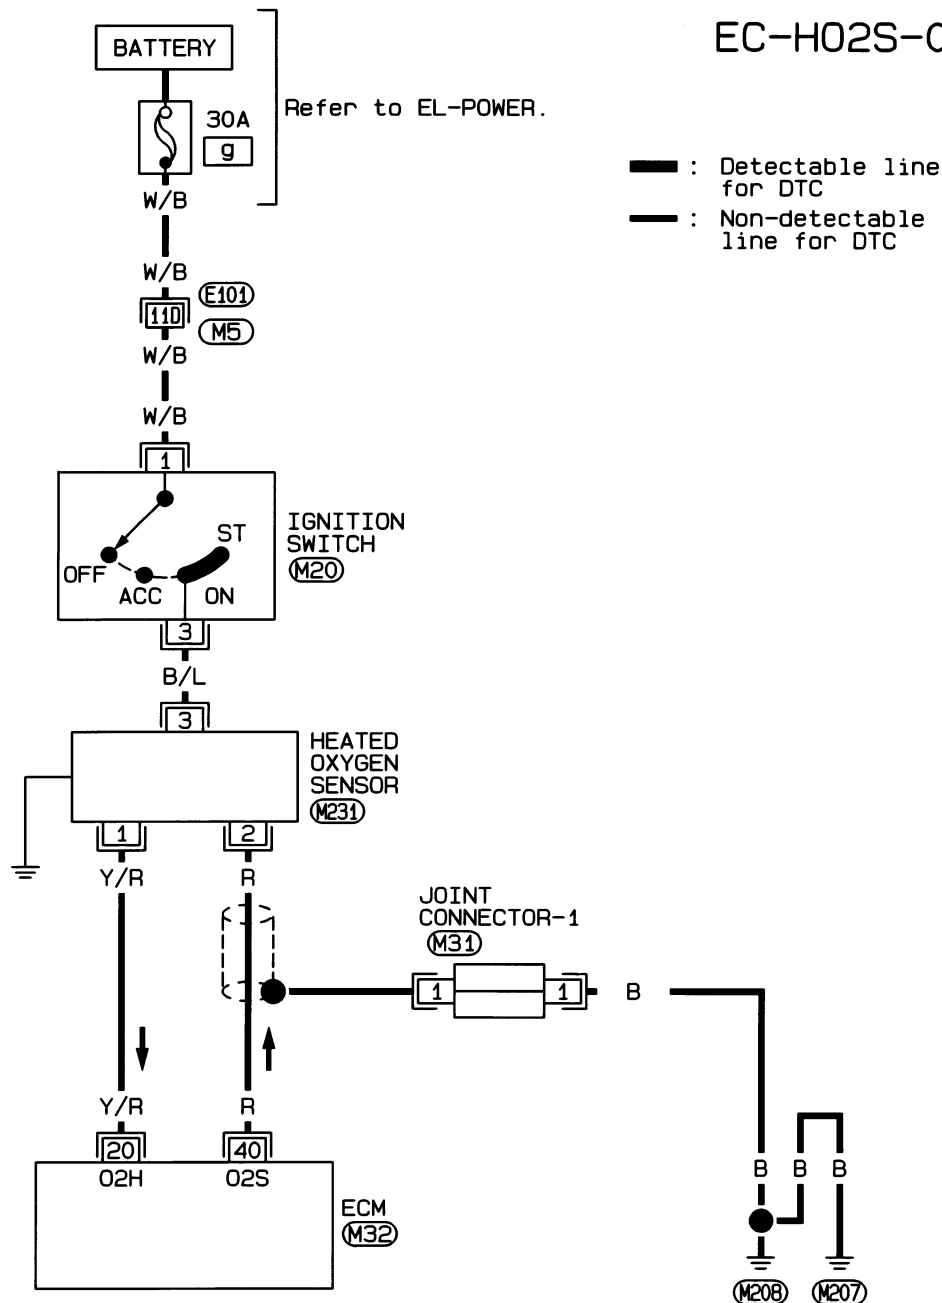 EC-HO2S-
BATTERY
Refer to EL-POWER.
30A
g
: Detectable line
for DTC
: Non-detectable
line for DTC
W/B
W/B
E101
11D
M5
W/B
W/B
1
IGNITION
SWITCH
M20
ST
OFF
ACC
ON
3
B/L
3
HEATED
OXYGEN
SENSOR
M231
1
2
Y/R
R
JOINT
CONNECTOR-1
M31
1
1
B
Y/R
R
20
40
O2H
O2S
B
B
B
ECM
M32
M208
M207